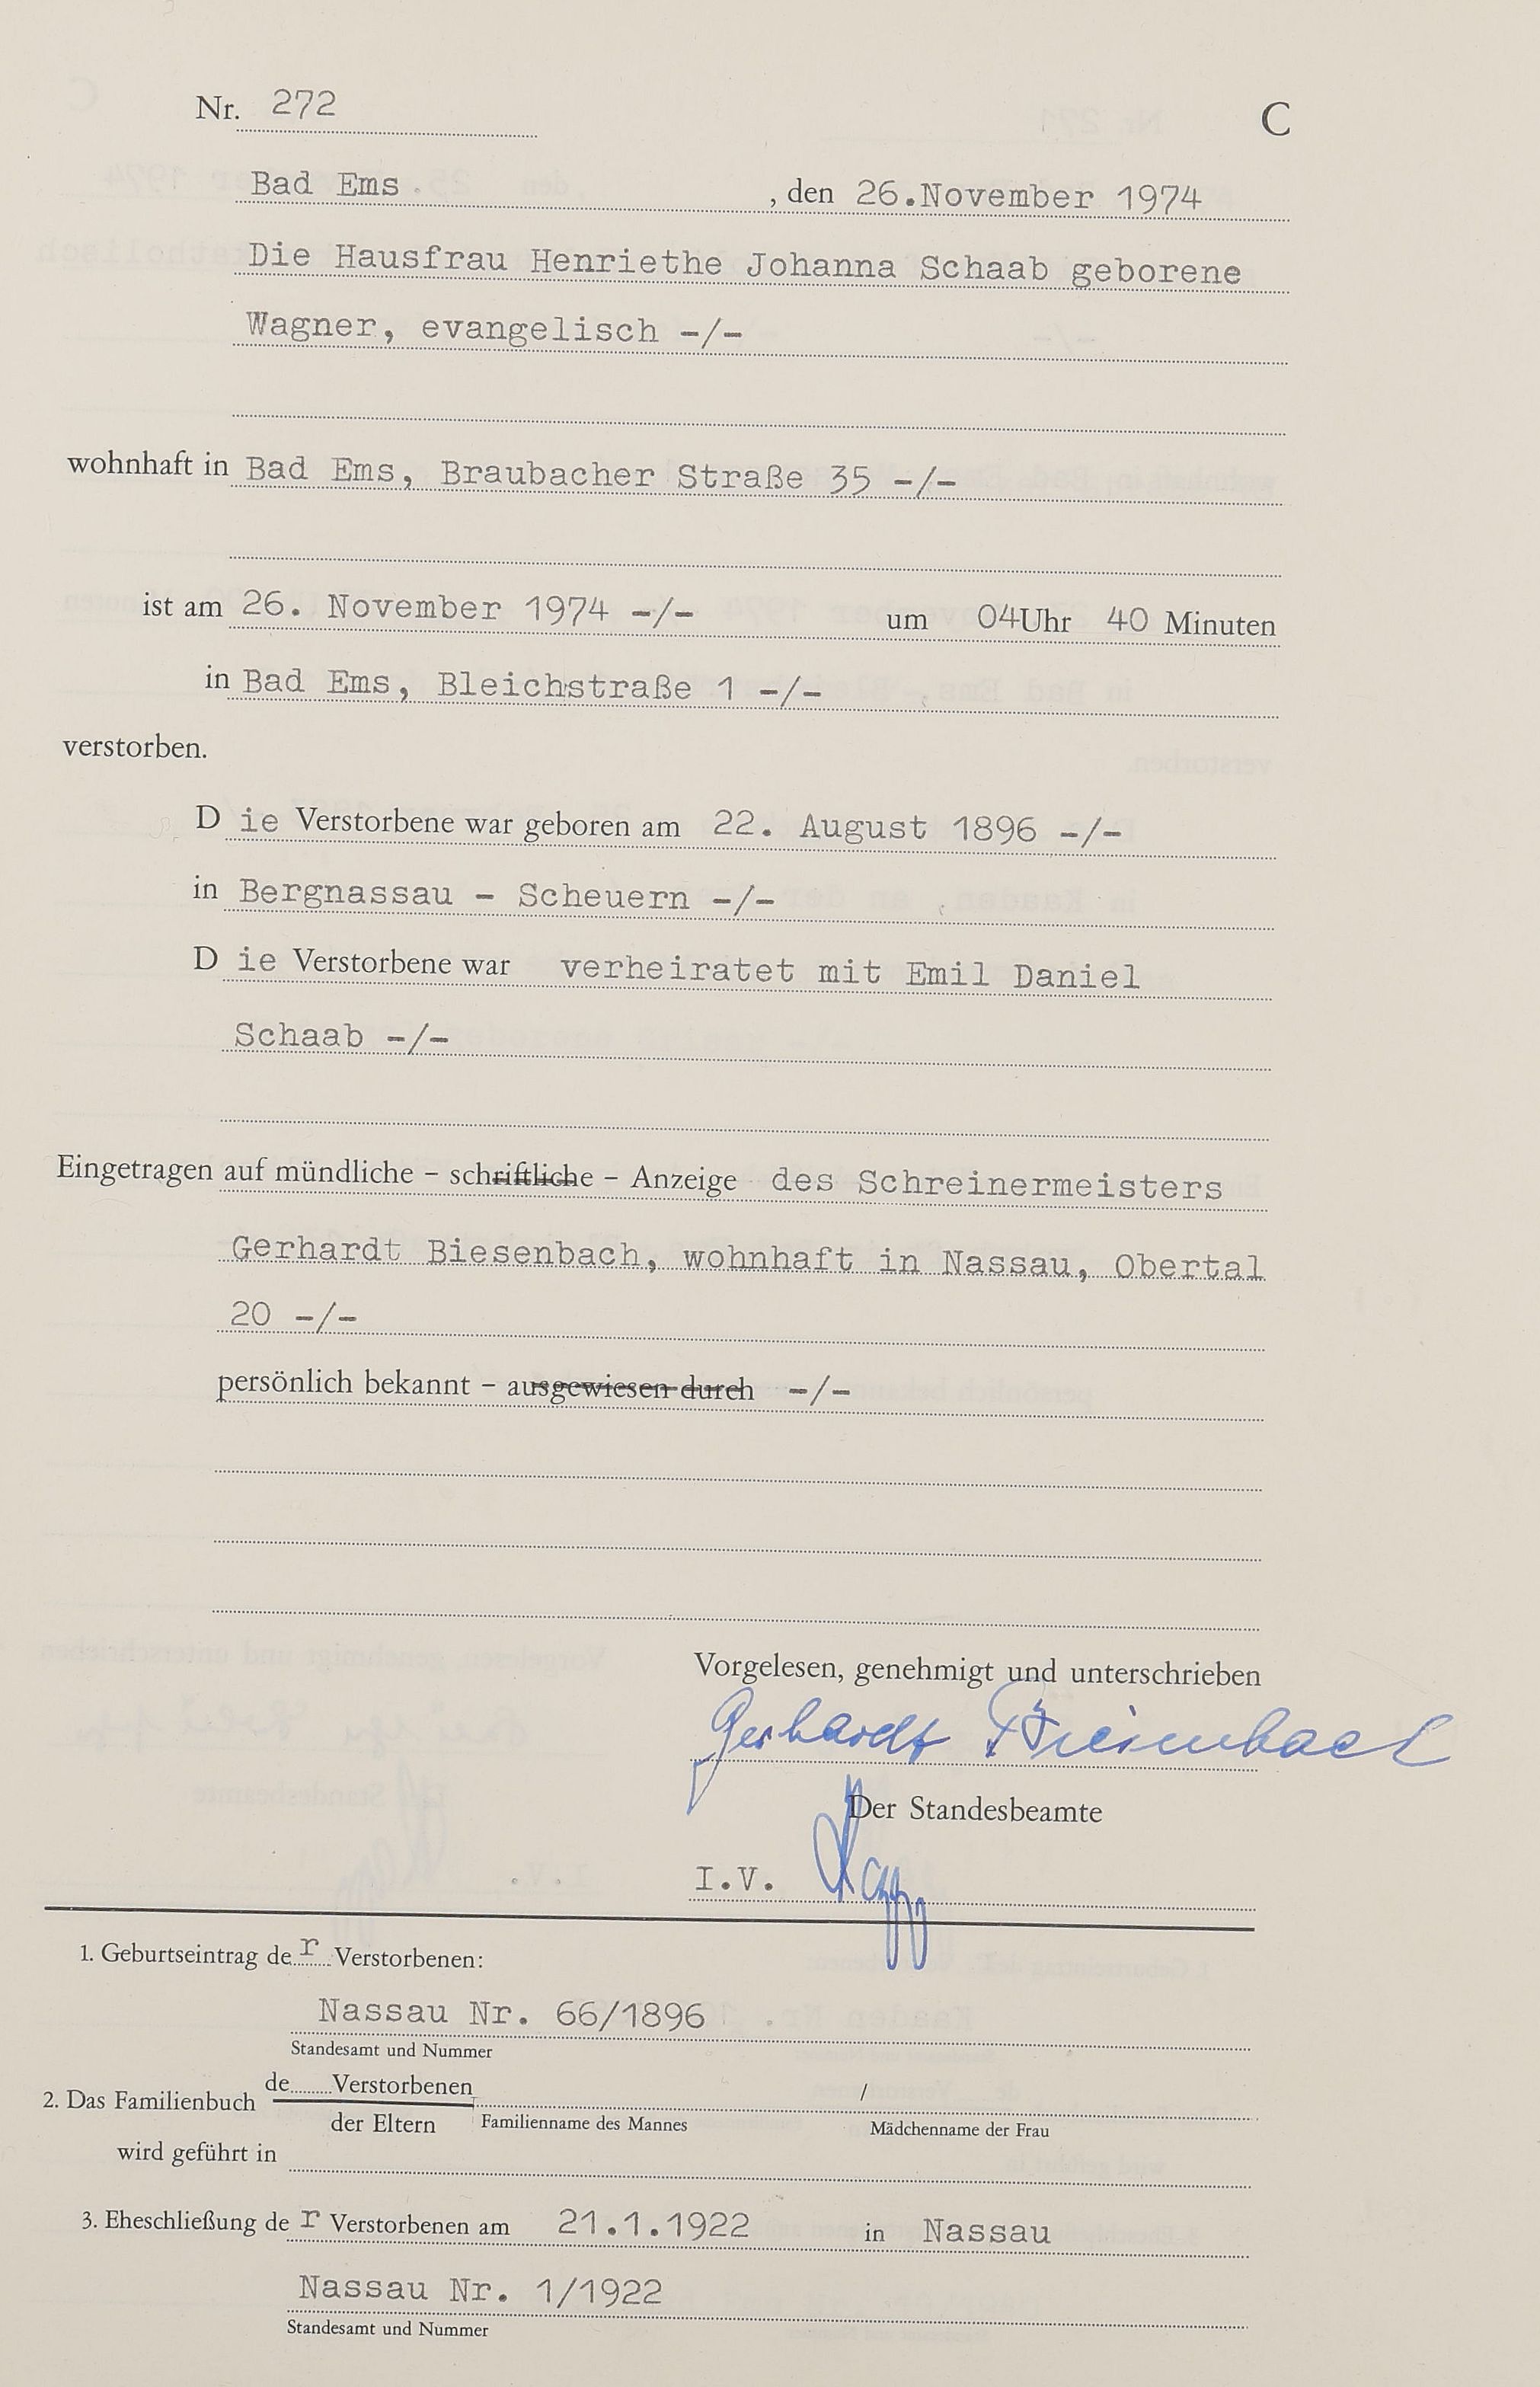 Nr. 272
C
Bad Ems , den 26.November 1974
Die Hausfrau Henriethe Johanna Schaab geborene
Wagner, evangelisch -/-
wohnhaft in Bad Ems, Braubacher Straße 35 -/-
ist am 26. November 1974 -/- um 04Uhr 40 Minuten
in Bad Ems, Bleichstraße 1 -/-
verstorben.
D ie Verstorbene war geboren am 22. August 1896 -/-
in Bergnassau - Scheuern -/-
D ie Verstorbene war verheiratet mit Emil Daniel
Schaab -/-
Eingetragen auf mündliche - schriftliche - Anzeige des Schreinermeisters
Gerhardt Biesenbach, wohnhaft in Nassau, Obertal
20 -/-
persönlich bekannt - ausgewiesen durch -/-
Vorgelesen, genehmigt und unterschrieben
Gerhardt Biesenbach
Der Standesbeamte
I.V.
1. Geburtseintrag de r Verstorbenen:
Nassau Nr. 66/1896
Standesamt und Nummer
de Verstorbenen
2. Das Familienbuch /
der Eltern Familienname des Mannes Mädchenname der Frau
wird geführt in
3. Eheschließung de r Verstorbenen am 21.1.1922 in Nassau
Nassau Nr. 1/1922
Standesamt und Nummer